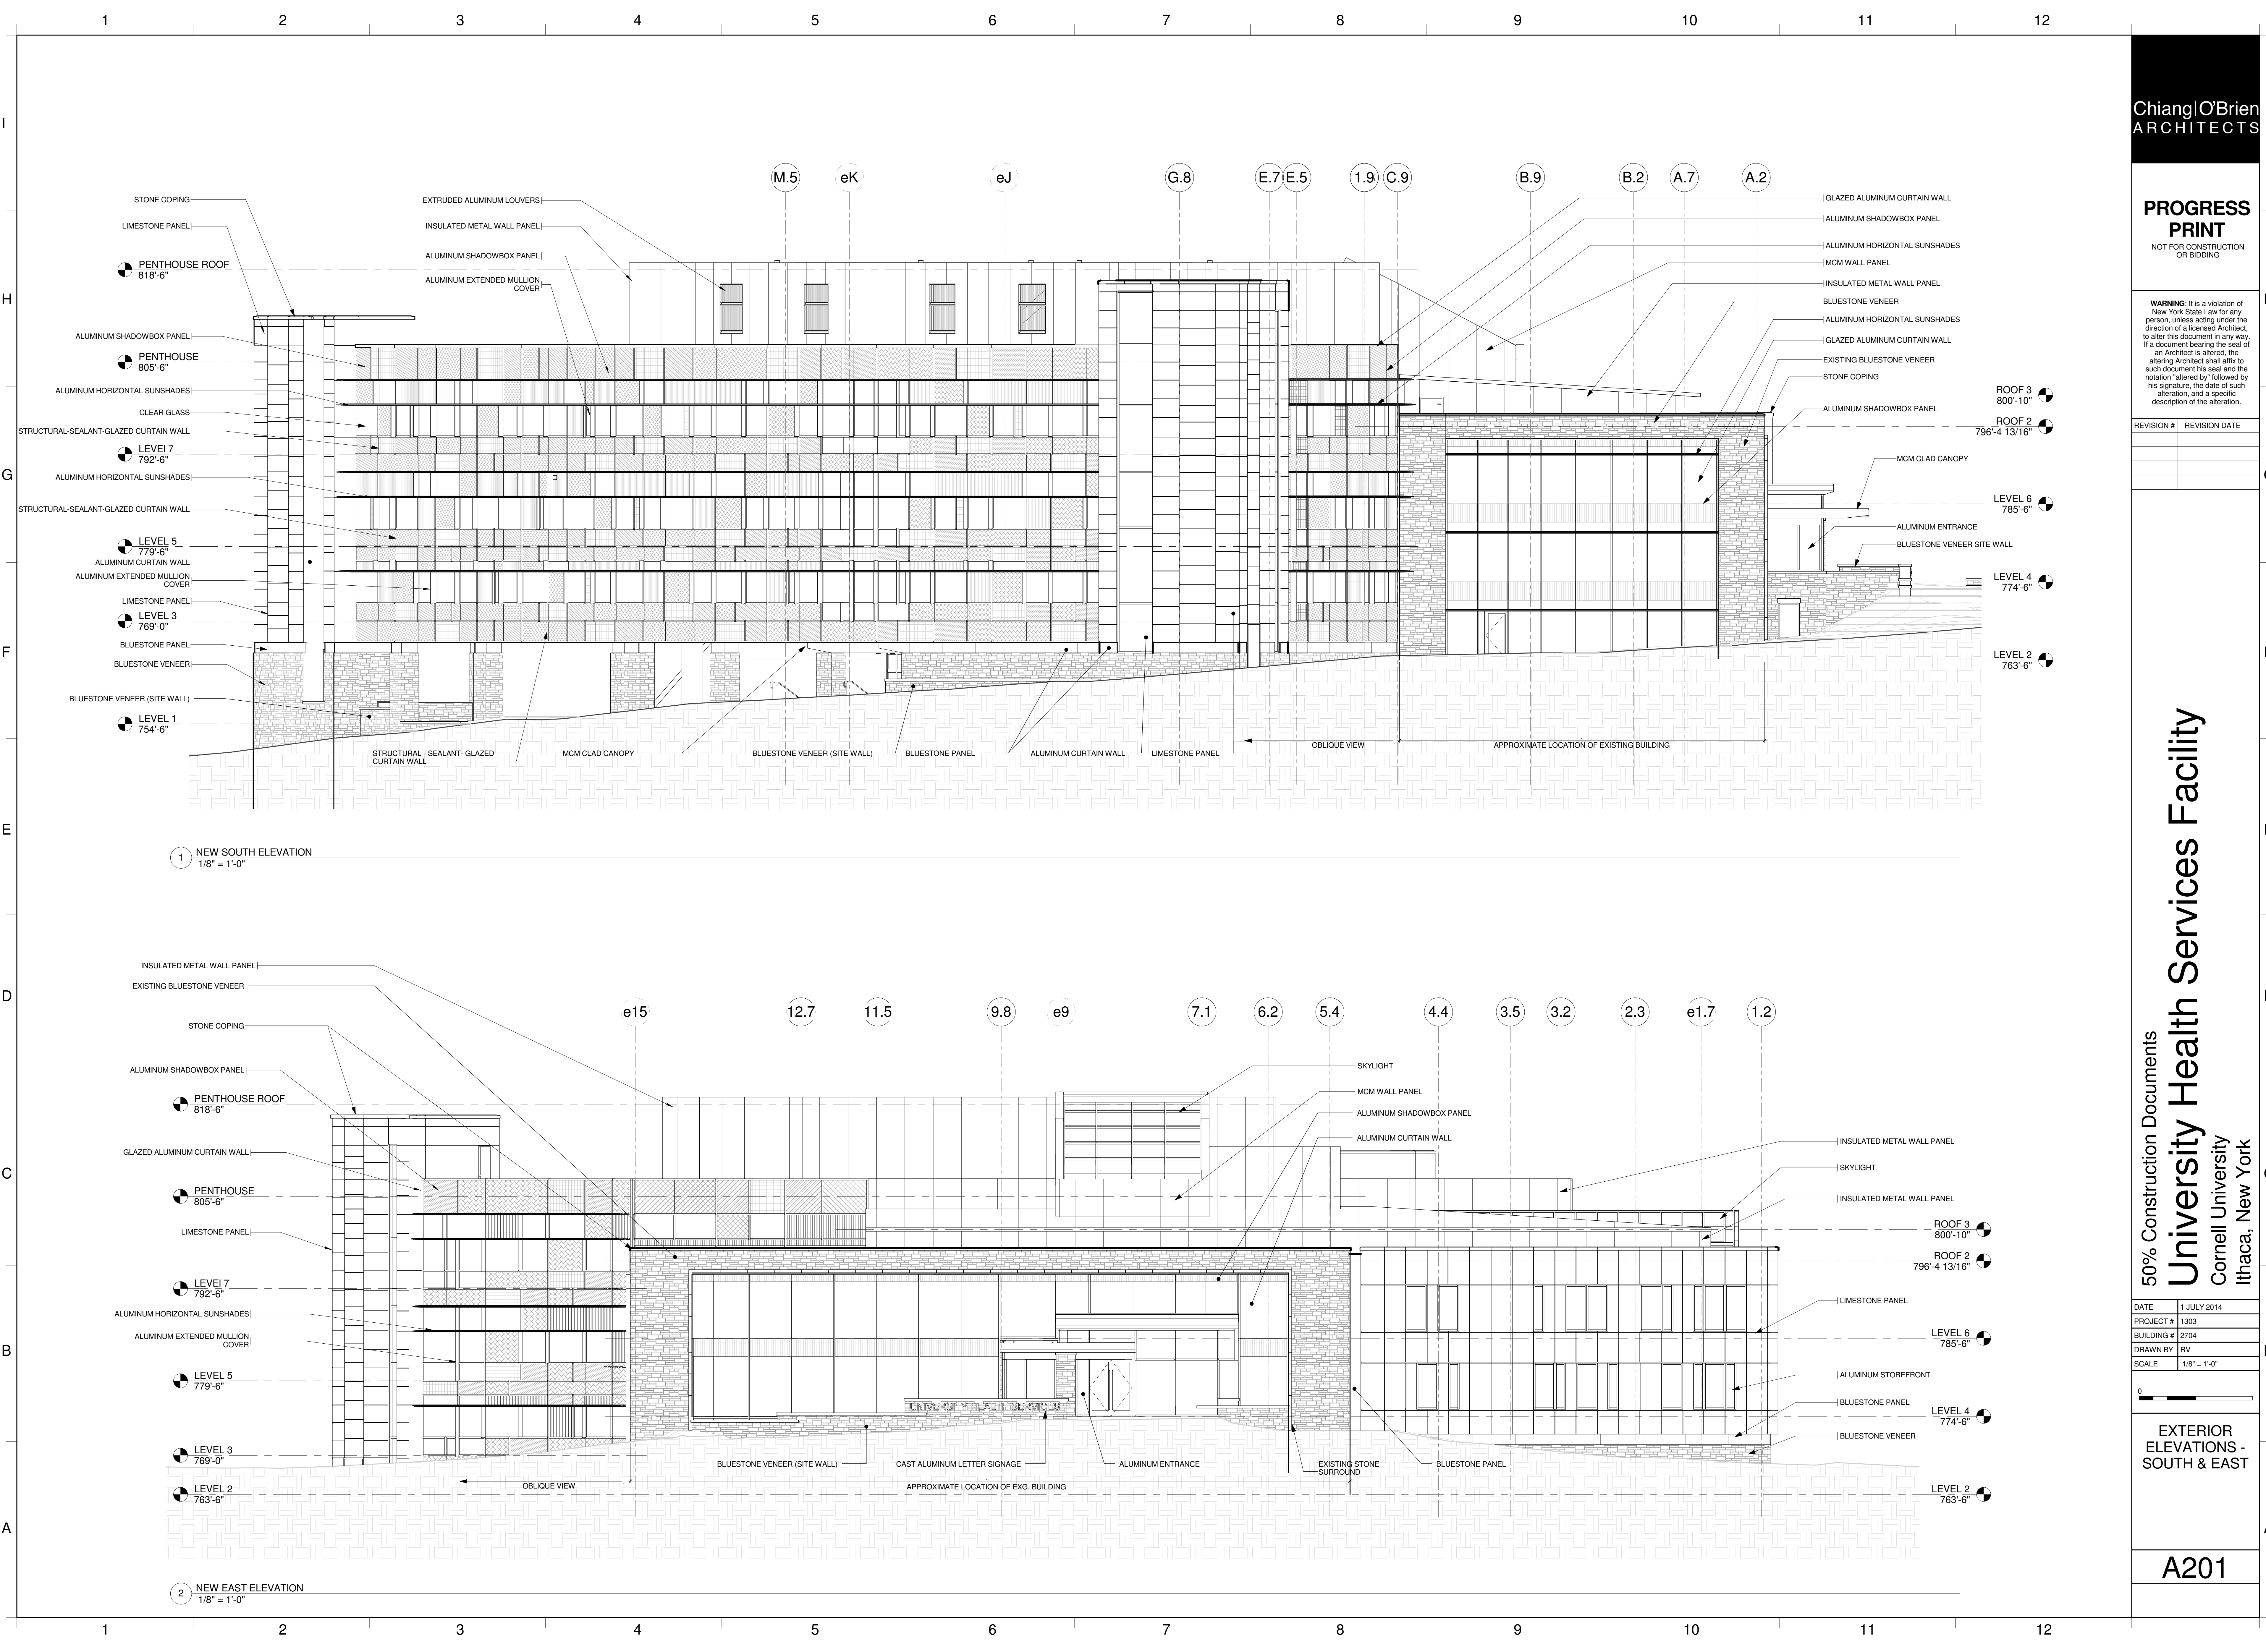 1 2 3 4 5 6 7 8 9 10 11 12
I
H
G
F
E
D
C
B
A
M.5 eK eJ G.8 E.7 E.5 1.9 C.9 B.9 B.2 A.7 A.2
STONE COPING
LIMESTONE PANEL
PENTHOUSE ROOF
818'-6"
ALUMINUM SHADOWBOX PANEL
PENTHOUSE
805'-6"
ALUMINUM HORIZONTAL SUNSHADES
CLEAR GLASS
STRUCTURAL-SEALANT-GLAZED CURTAIN WALL
LEVEl 7
792'-6"
ALUMINUM HORIZONTAL SUNSHADES
STRUCTURAL-SEALANT-GLAZED CURTAIN WALL
LEVEL 5
779'-6"
ALUMINUM CURTAIN WALL
ALUMINUM EXTENDED MULLION
COVER
LIMESTONE PANEL
LEVEL 3
769'-0"
BLUESTONE PANEL
BLUESTONE VENEER
BLUESTONE VENEER (SITE WALL)
LEVEL 1
754'-6"
EXTRUDED ALUMINUM LOUVERS
INSULATED METAL WALL PANEL
ALUMINUM SHADOWBOX PANEL
ALUMINUM EXTENDED MULLION
COVER
GLAZED ALUMINUM CURTAIN WALL
ALUMINUM SHADOWBOX PANEL
ALUMINUM HORIZONTAL SUNSHADES
MCM WALL PANEL
INSULATED METAL WALL PANEL
BLUESTONE VENEER
ALUMINUM HORIZONTAL SUNSHADES
GLAZED ALUMINUM CURTAIN WALL
EXISTING BLUESTONE VENEER
STONE COPING
ROOF 3
800'-10"
ALUMINUM SHADOWBOX PANEL
ROOF 2
796'-4 13/16"
MCM CLAD CANOPY
LEVEL 6
785'-6"
ALUMINUM ENTRANCE
BLUESTONE VENEER SITE WALL
LEVEL 4
774'-6"
LEVEL 2
763'-6"
STRUCTURAL - SEALANT- GLAZED
CURTAIN WALL
MCM CLAD CANOPY
BLUESTONE VENEER (SITE WALL)
BLUESTONE PANEL
ALUMINUM CURTAIN WALL
LIMESTONE PANEL
OBLIQUE VIEW
APPROXIMATE LOCATION OF EXISTING BUILDING
1 NEW SOUTH ELEVATION
1/8" = 1'-0"
e15 12.7 11.5 9.8 e9 7.1 6.2 5.4 4.4 3.5 3.2 2.3 e1.7 1.2
INSULATED METAL WALL PANEL
EXISTING BLUESTONE VENEER
STONE COPING
ALUMINUM SHADOWBOX PANEL
PENTHOUSE ROOF
818'-6"
GLAZED ALUMINUM CURTAIN WALL
PENTHOUSE
805'-6"
LIMESTONE PANEL
LEVEl 7
792'-6"
ALUMINUM HORIZONTAL SUNSHADES
ALUMINUM EXTENDED MULLION
COVER
LEVEL 5
779'-6"
LEVEL 3
769'-0"
LEVEL 2
763'-6"
SKYLIGHT
MCM WALL PANEL
ALUMINUM SHADOWBOX PANEL
ALUMINUM CURTAIN WALL
INSULATED METAL WALL PANEL
SKYLIGHT
INSULATED METAL WALL PANEL
ROOF 3
800'-10"
ROOF 2
796'-4 13/16"
LIMESTONE PANEL
LEVEL 6
785'-6"
ALUMINUM STOREFRONT
BLUESTONE PANEL
LEVEL 4
774'-6"
BLUESTONE VENEER
LEVEL 2
763'-6"
UNIVERSITY HEALTH SERVICES
BLUESTONE VENEER (SITE WALL)
CAST ALUMINUM LETTER SIGNAGE
ALUMINUM ENTRANCE
EXISTING STONE
SURROUND
BLUESTONE PANEL
OBLIQUE VIEW
APPROXIMATE LOCATION OF EXG. BUILDING
2 NEW EAST ELEVATION
1/8" = 1'-0"
1 2 3 4 5 6 7 8 9 10 11 12
Chiang|O'Brien
ARCHITECTS
PROGRESS
PRINT
NOT FOR CONSTRUCTION
OR BIDDING
WARNING: It is a violation of
New York State Law for any
person, unless acting under the
direction of a licensed Architect,
to alter this document in any way.
If a document bearing the seal of
an Architect is altered, the
altering Architect shall affix to
such document his seal and the
notation "altered by" followed by
his signature, the date of such
alteration, and a specific
description of the alteration.
REVISION # REVISION DATE
50% Construction Documents
University Health Services Facility
Cornell University
Ithaca, New York
DATE 1 JULY 2014
PROJECT # 1303
BUILDING # 2704
DRAWN BY RV
SCALE 1/8" = 1'-0"
0
EXTERIOR
ELEVATIONS -
SOUTH & EAST
A201